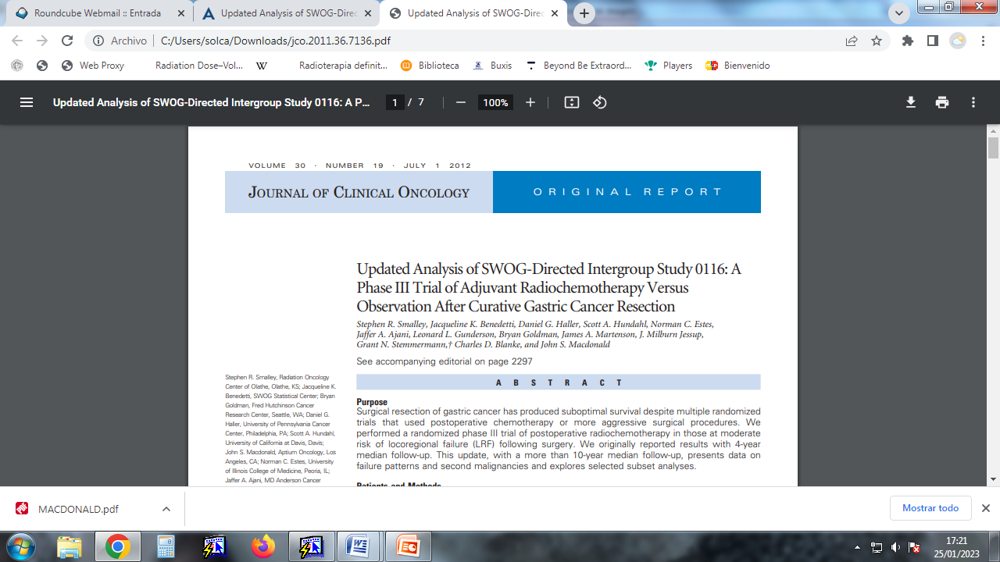 Roundcube Webmail :: Entrada
Updated Analysis of SWOG-Direc
Updated Analysis of SWOG-Direc
Archivo
C:/Users/solca/Downloads/jco.2011.36.7136.pdf
Web Proxy
Radiation Dose–Vol...
W
Radioterapia definit...
Biblioteca
Buxis
Beyond Be Extraord...
Players
Bienvenido
Updated Analysis of SWOG-Directed Intergroup Study 0116: A P...
1 / 7
100%
VOLUME 30 · NUMBER 19 · JULY 1 2012
JOURNAL OF CLINICAL ONCOLOGY
ORIGINAL REPORT
Updated Analysis of SWOG-Directed Intergroup Study 0116: A
Phase III Trial of Adjuvant Radiochemotherapy Versus
Observation After Curative Gastric Cancer Resection
Stephen R. Smalley, Jacqueline K. Benedetti, Daniel G. Haller, Scott A. Hundahl, Norman C. Estes,
Jaffer A. Ajani, Leonard L. Gunderson, Bryan Goldman, James A. Martenson, J. Milburn Jessup,
Grant N. Stemmermann,† Charles D. Blanke, and John S. Macdonald
See accompanying editorial on page 2297
Stephen R. Smalley, Radiation Oncology
Center of Olathe, Olathe, KS; Jacqueline K.
Benedetti, SWOG Statistical Center; Bryan
Goldman, Fred Hutchinson Cancer
Research Center, Seattle, WA; Daniel G.
Haller, University of Pennsylvania Cancer
Center, Philadelphia, PA; Scott A. Hundahl,
University of California at Davis, Davis;
John S. Macdonald, Aptium Oncology, Los
Angeles, CA; Norman C. Estes, University
of Illinois College of Medicine, Peoria, IL;
Jaffer A. Ajani, MD Anderson Cancer
ABSTRACT
Purpose
Surgical resection of gastric cancer has produced suboptimal survival despite multiple randomized
trials that used postoperative chemotherapy or more aggressive surgical procedures. We
performed a randomized phase III trial of postoperative radiochemotherapy in those at moderate
risk of locoregional failure (LRF) following surgery. We originally reported results with 4-year
median follow-up. This update, with a more than 10-year median follow-up, presents data on
failure patterns and second malignancies and explores selected subset analyses.
Patients and Methods
MACDONALD.pdf
Mostrar todo
17:21
25/01/2023